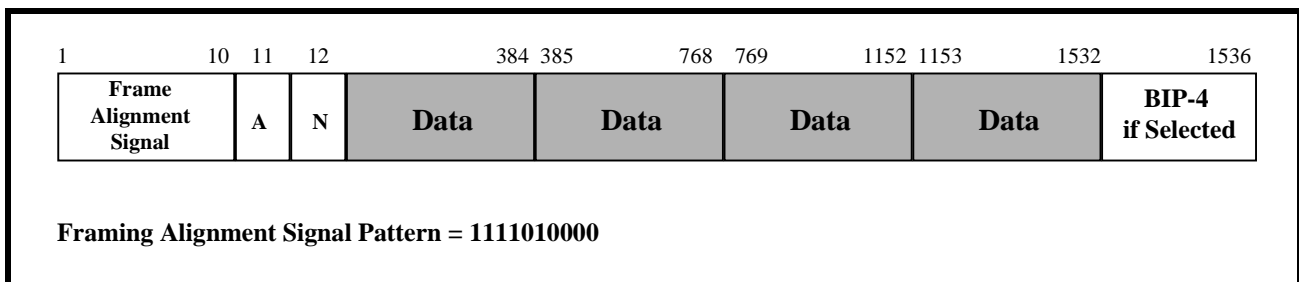 1 10 11 12 384 385 768 769 1152 1153 1532 1536
Frame
Alignment
Signal
A
N
Data
Data
Data
Data
BIP-4
if Selected
Framing Alignment Signal Pattern = 1111010000